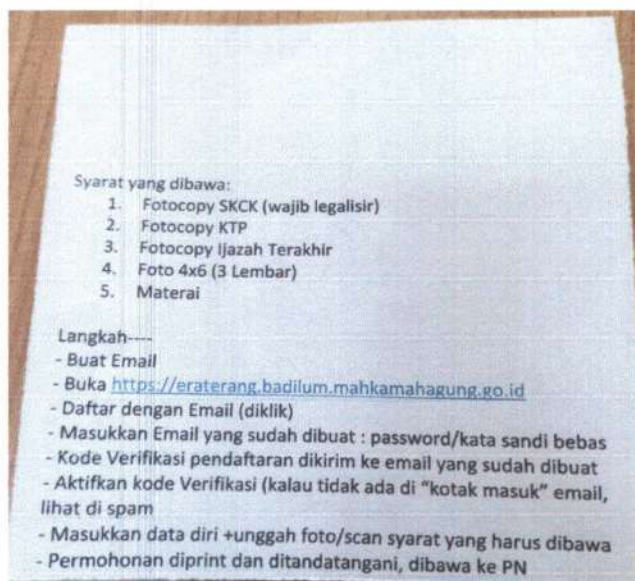 Syarat yang dibawa:
1. Fotocopy SKCK (wajib legalisir)
2. Fotocopy KTP
3. Fotocopy Ijazah Terakhir
4. Foto 4x6 (3 Lembar)
5. Materai
Langkah----
- Buat Email
- Buka https://eraterang.badilum.mahkamahagung.go.id
- Daftar dengan Email (diklik)
- Masukkan Email yang sudah dibuat : password/kata sandi bebas
- Kode Verifikasi pendaftaran dikirim ke email yang sudah dibuat
- Aktifkan kode Verifikasi (kalau tidak ada di “kotak masuk” email,
lihat di spam
- Masukkan data diri +unggah foto/scan syarat yang harus dibawa
- Permohonan diprint dan ditandatangani, dibawa ke PN